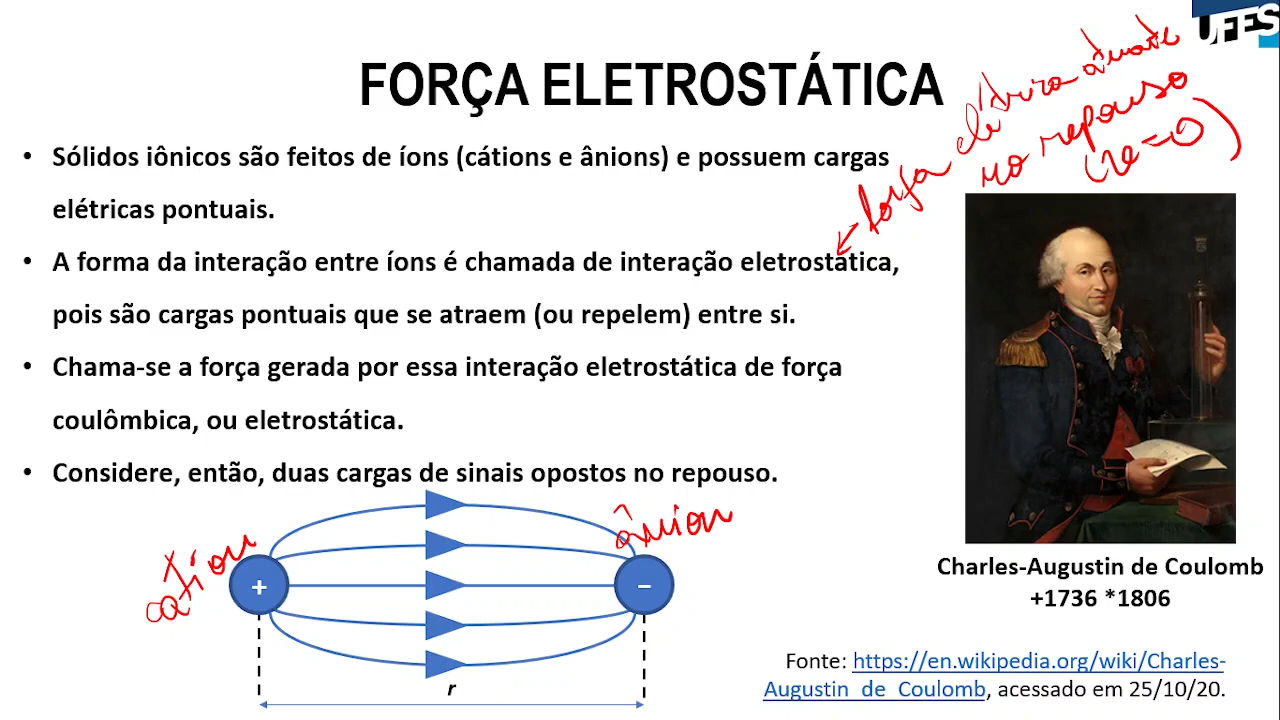 UFES
FORÇA ELETROSTÁTICA
força elétrica atuante
no repouso
(v=0)
• Sólidos iônicos são feitos de íons (cátions e ânions) e possuem cargas
elétricas pontuais.
• A forma da interação entre íons é chamada de interação eletrostática,
pois são cargas pontuais que se atraem (ou repelem) entre si.
• Chama-se a força gerada por essa interação eletrostática de força
coulômbica, ou eletrostática.
• Considere, então, duas cargas de sinais opostos no repouso.
cátion
ânion
+
−
r
Charles-Augustin de Coulomb
+1736 *1806
Fonte: https://en.wikipedia.org/wiki/Charles-
Augustin_de_Coulomb, acessado em 25/10/20.